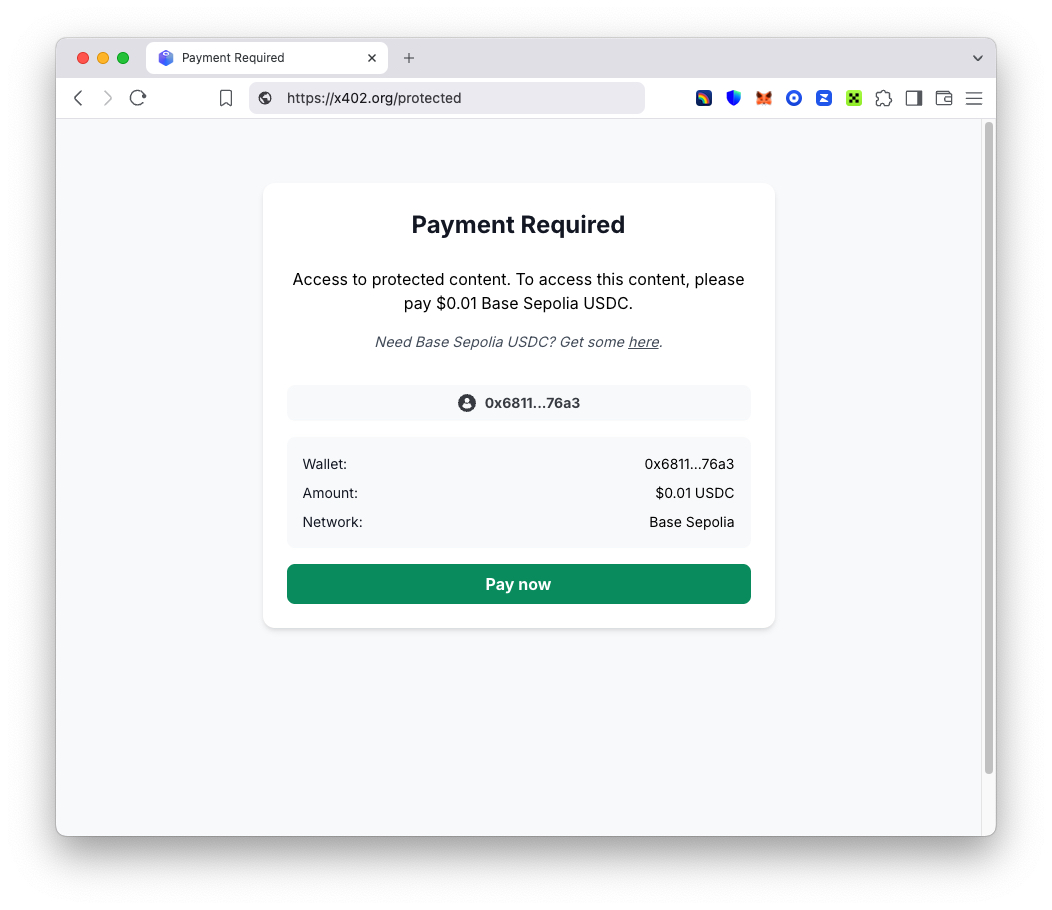 Payment Required
https://x402.org/protected
Payment Required
Access to protected content. To access this content, please
pay $0.01 Base Sepolia USDC.
Need Base Sepolia USDC? Get some here.
0x6811...76a3
Wallet: 0x6811...76a3
Amount: $0.01 USDC
Network: Base Sepolia
Pay now